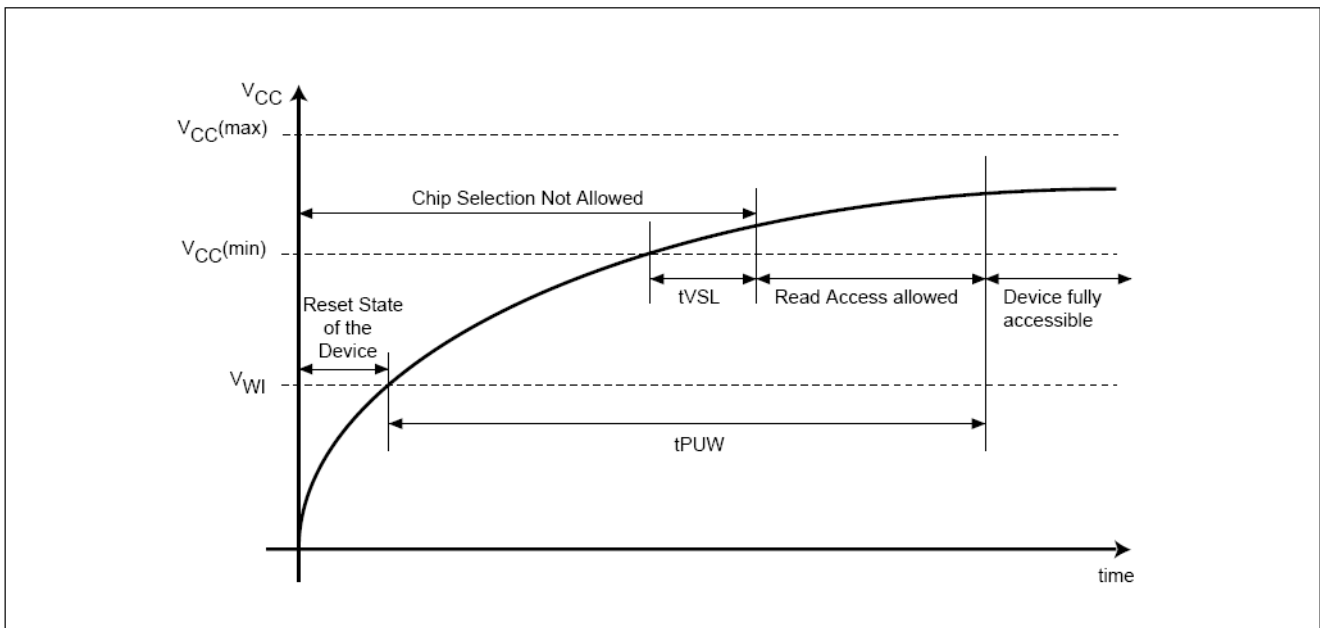 VCC
VCC(max)
Chip Selection Not Allowed
VCC(min)
tVSL
Read Access allowed
Device fully
accessible
Reset State
of the
Device
VWI
tPUW
time